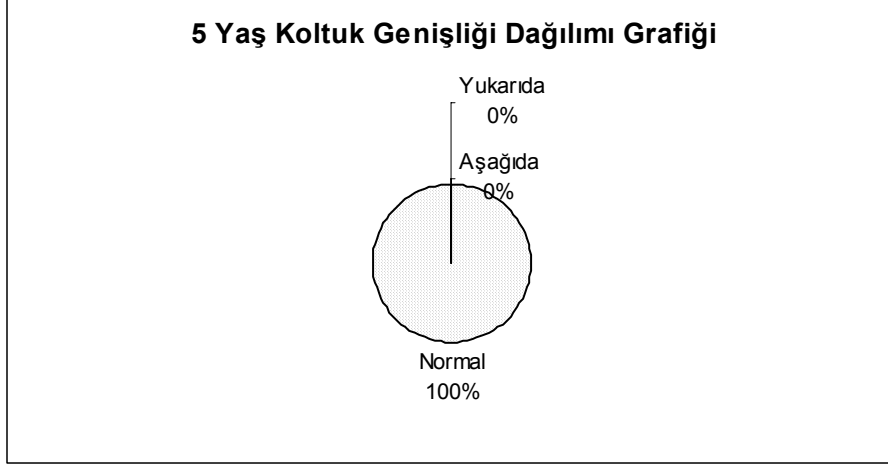 5 Yaş Koltuk Genişliği Dağılımı Grafiği
Yukarıda
0%
Aşağıda
0%
Normal
100%